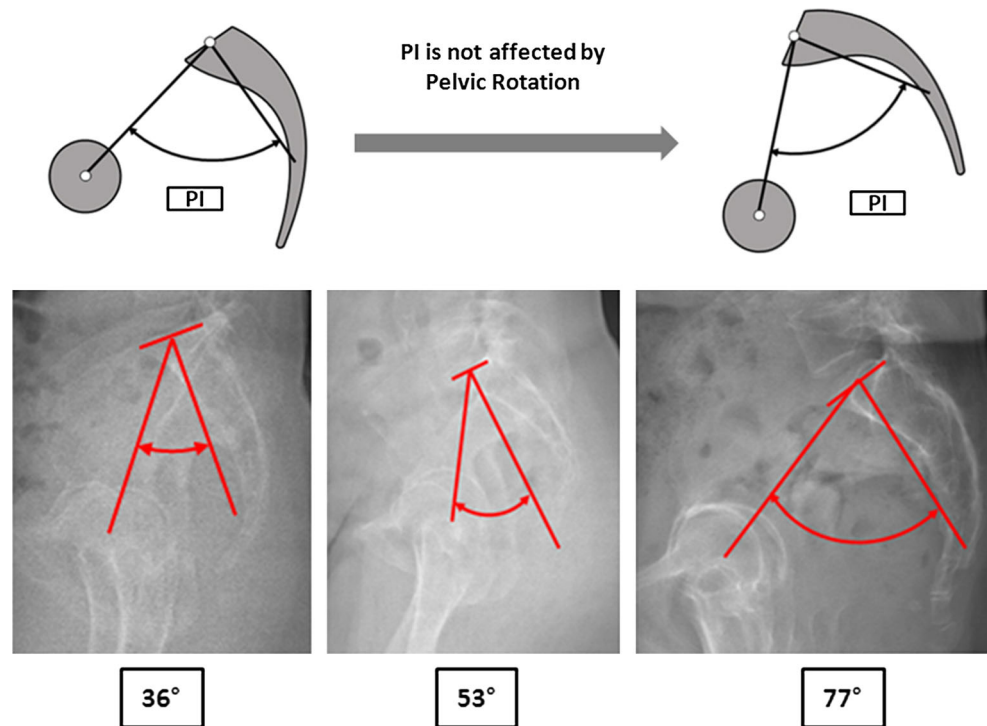 PI is not affected by
Pelvic Rotation
PI
PI
36°
53°
77°